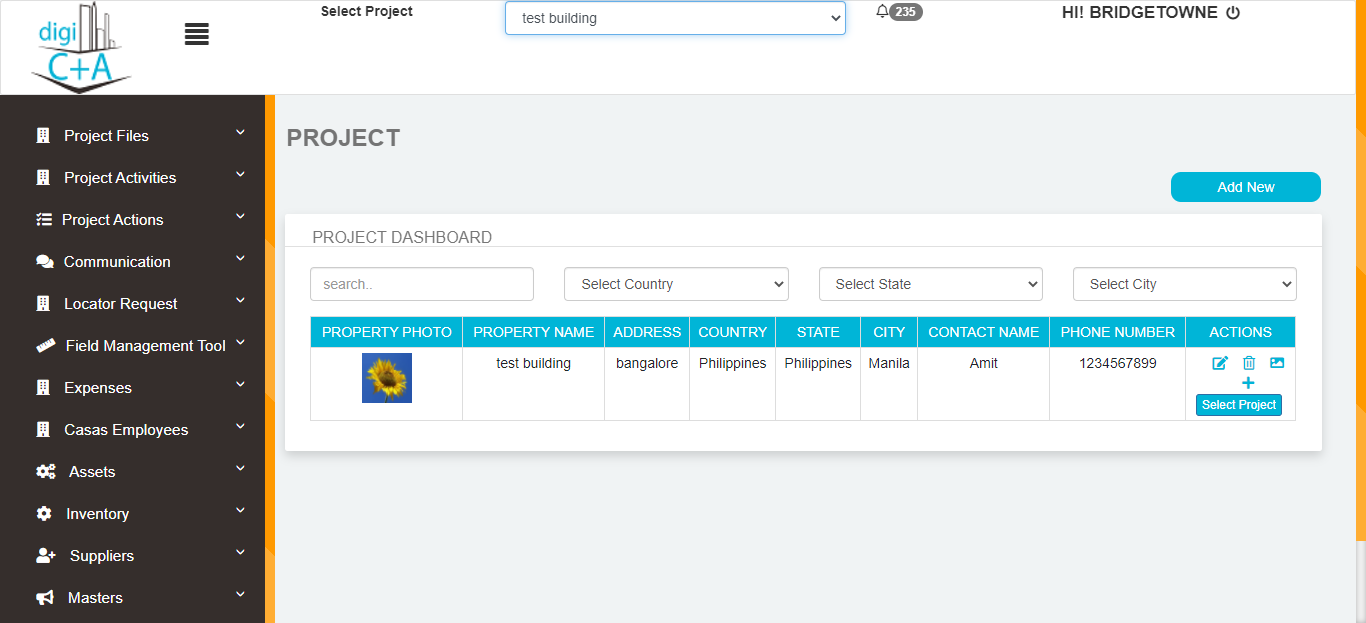 digi
C+A
Select Project
test building
235
HI! BRIDGETOWNE
Project Files
Project Activities
Project Actions
Communication
Locator Request
Field Management Tool
Expenses
Casas Employees
Assets
Inventory
Suppliers
Masters
PROJECT
Add New
PROJECT DASHBOARD
search..
Select Country
Select State
Select City
PROPERTY PHOTO PROPERTY NAME ADDRESS COUNTRY STATE CITY CONTACT NAME PHONE NUMBER ACTIONS
test building bangalore Philippines Philippines Manila Amit 1234567899
Select Project